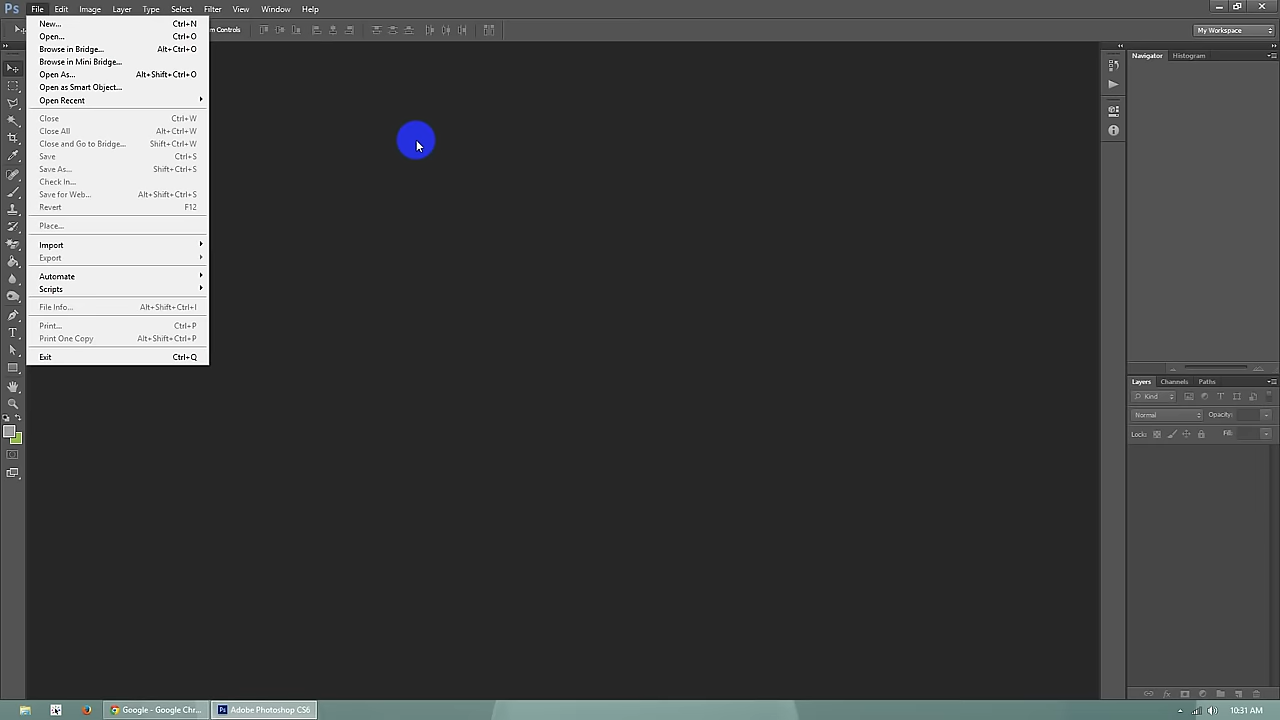 Ps File Edit Image Layer Type Select Filter View Window Help
m Controls
My Workspace
New... Ctrl+N
Open... Ctrl+O
Browse in Bridge... Alt+Ctrl+O
Browse in Mini Bridge...
Open As... Alt+Shift+Ctrl+O
Open as Smart Object...
Open Recent
Close Ctrl+W
Close All Alt+Ctrl+W
Close and Go to Bridge... Shift+Ctrl+W
Save Ctrl+S
Save As... Shift+Ctrl+S
Check In...
Save for Web... Alt+Shift+Ctrl+S
Revert F12
Place...
Import
Export
Automate
Scripts
File Info... Alt+Shift+Ctrl+I
Print... Ctrl+P
Print One Copy Alt+Shift+Ctrl+P
Exit Ctrl+Q
Navigator Histogram
Layers Channels Paths
Kind
Normal Opacity:
Lock: Fill:
Google - Google Chr...
Ps Adobe Photoshop CS6
10:31 AM